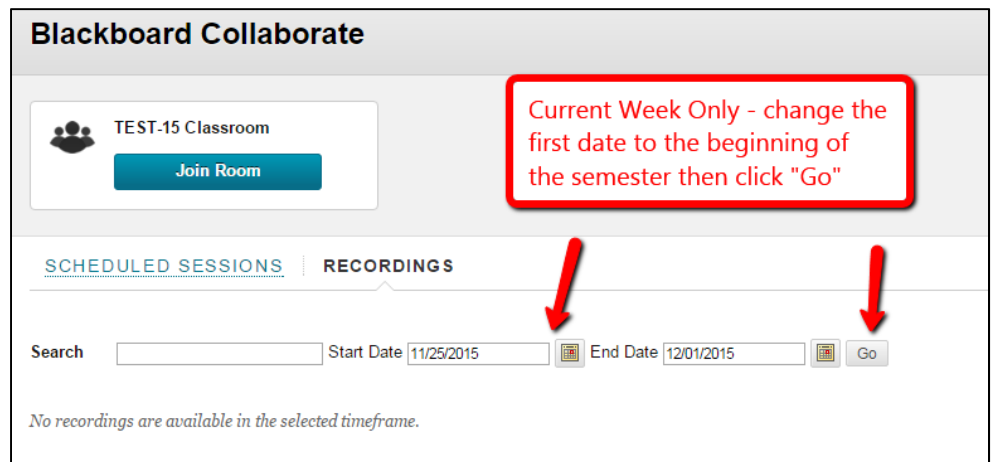 Blackboard Collaborate
TEST-15 Classroom
Join Room
Current Week Only - change the
first date to the beginning of
the semester then click "Go"
SCHEDULED SESSIONS RECORDINGS
Search Start Date 11/25/2015 End Date 12/01/2015 Go
No recordings are available in the selected timeframe.